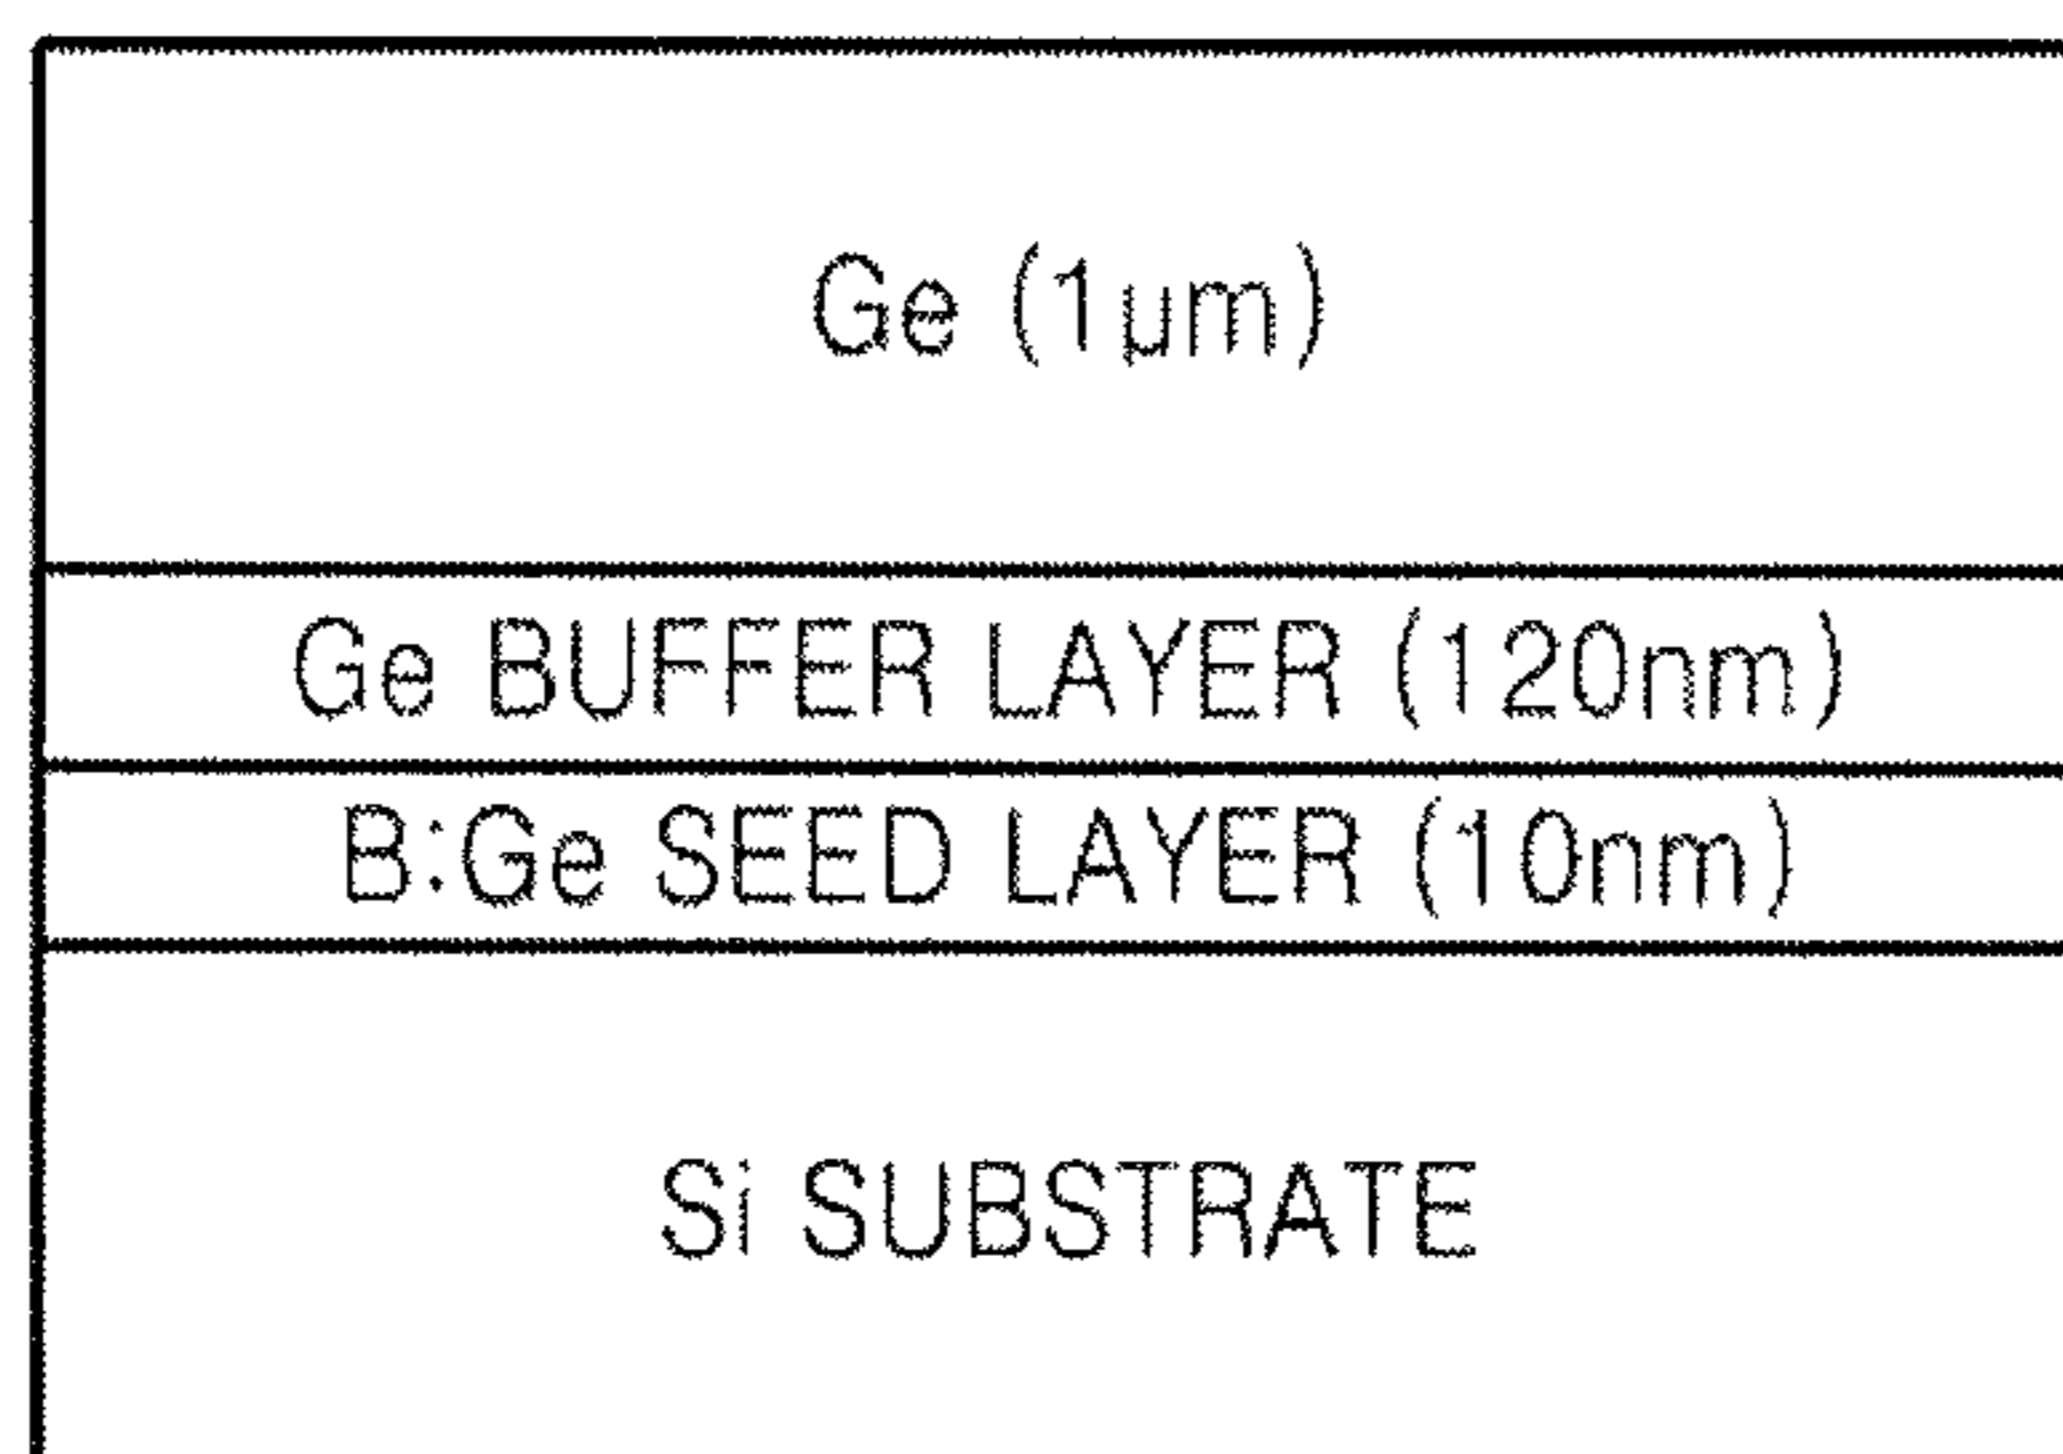 Ge (1μm)
Ge BUFFER LAYER (120nm)
B:Ge SEED LAYER (10nm)
Si SUBSTRATE